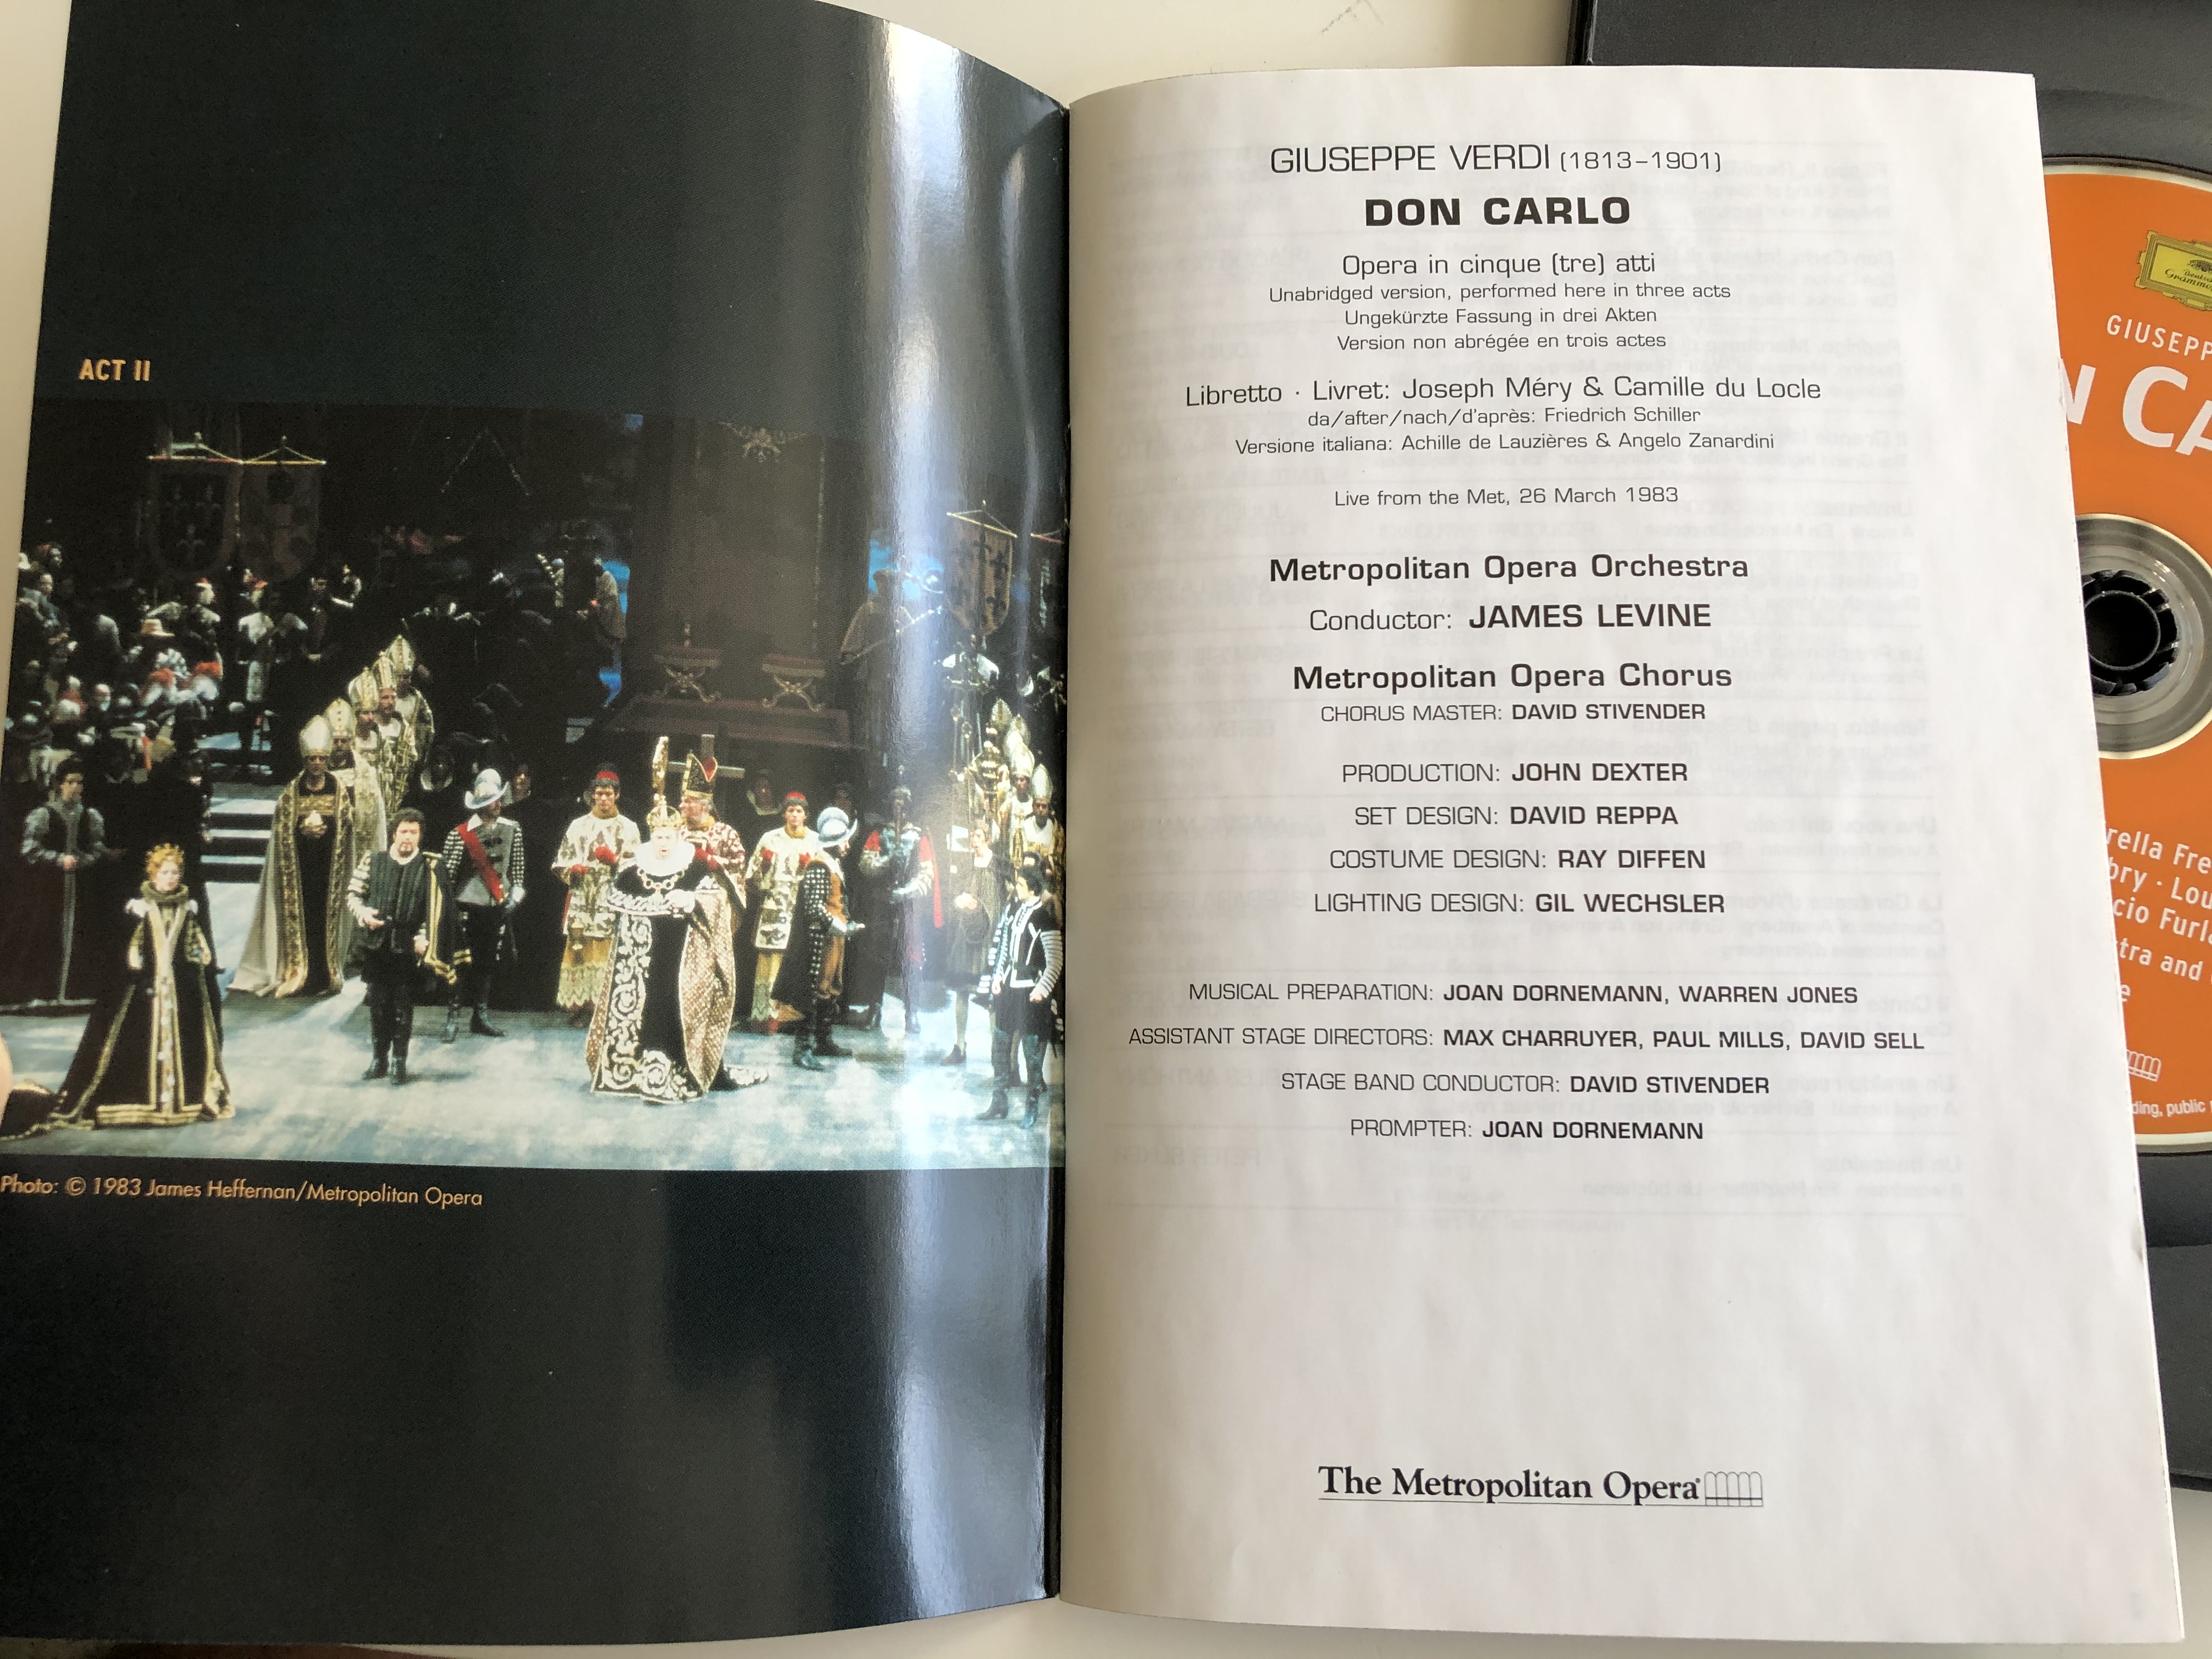 ACT II
Photo: © 1983 James Heffernan/Metropolitan Opera
GIUSEPPE VERDI (1813–1901)
DON CARLO
Opera in cinque (tre) atti
Unabridged version, performed here in three acts
Ungekürzte Fassung in drei Akten
Version non abrégée en trois actes
Libretto · Livret: Joseph Méry & Camille du Locle
da/after/nach/d'après: Friedrich Schiller
Versione italiana: Achille de Lauzières & Angelo Zanardini
Live from the Met, 26 March 1983
Metropolitan Opera Orchestra
Conductor: JAMES LEVINE
Metropolitan Opera Chorus
CHORUS MASTER: DAVID STIVENDER
PRODUCTION: JOHN DEXTER
SET DESIGN: DAVID REPPA
COSTUME DESIGN: RAY DIFFEN
LIGHTING DESIGN: GIL WECHSLER
MUSICAL PREPARATION: JOAN DORNEMANN, WARREN JONES
ASSISTANT STAGE DIRECTORS: MAX CHARRUYER, PAUL MILLS, DAVID SELL
STAGE BAND CONDUCTOR: DAVID STIVENDER
PROMPTER: JOAN DORNEMANN
The Metropolitan Opera
GIUSEPP
N CA
rella Fre
bry · Lou
cio Furla
tra and
ding, public